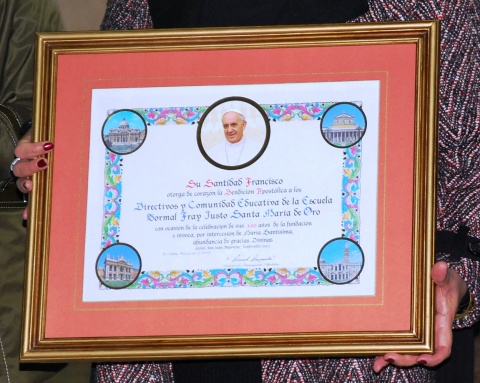 Su Santidad Francisco
otorga de corazón la Bendición Apostólica a los
Directivos y Comunidad Educativa de la Escuela
Normal Fray Justo Santa María de Oro
con ocasión de la celebración de sus años de la fundación
e invoca, por intercesión de María Santísima,
abundancia de gracias Divinas